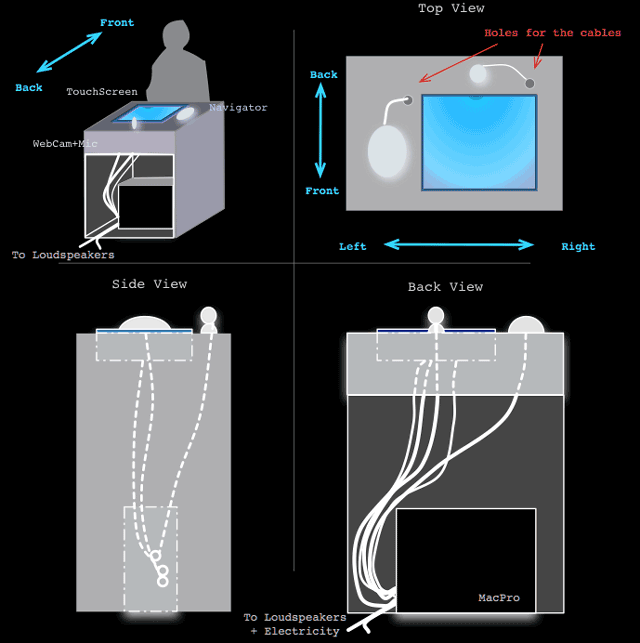 Top View
Front
Holes for the cables
Back
Back
TouchScreen
Navigator
WebCam+Mic
Front
Left
Right
To Loudspeakers
Side View
Back View
MacPro
To Loudspeakers
+ Electricity